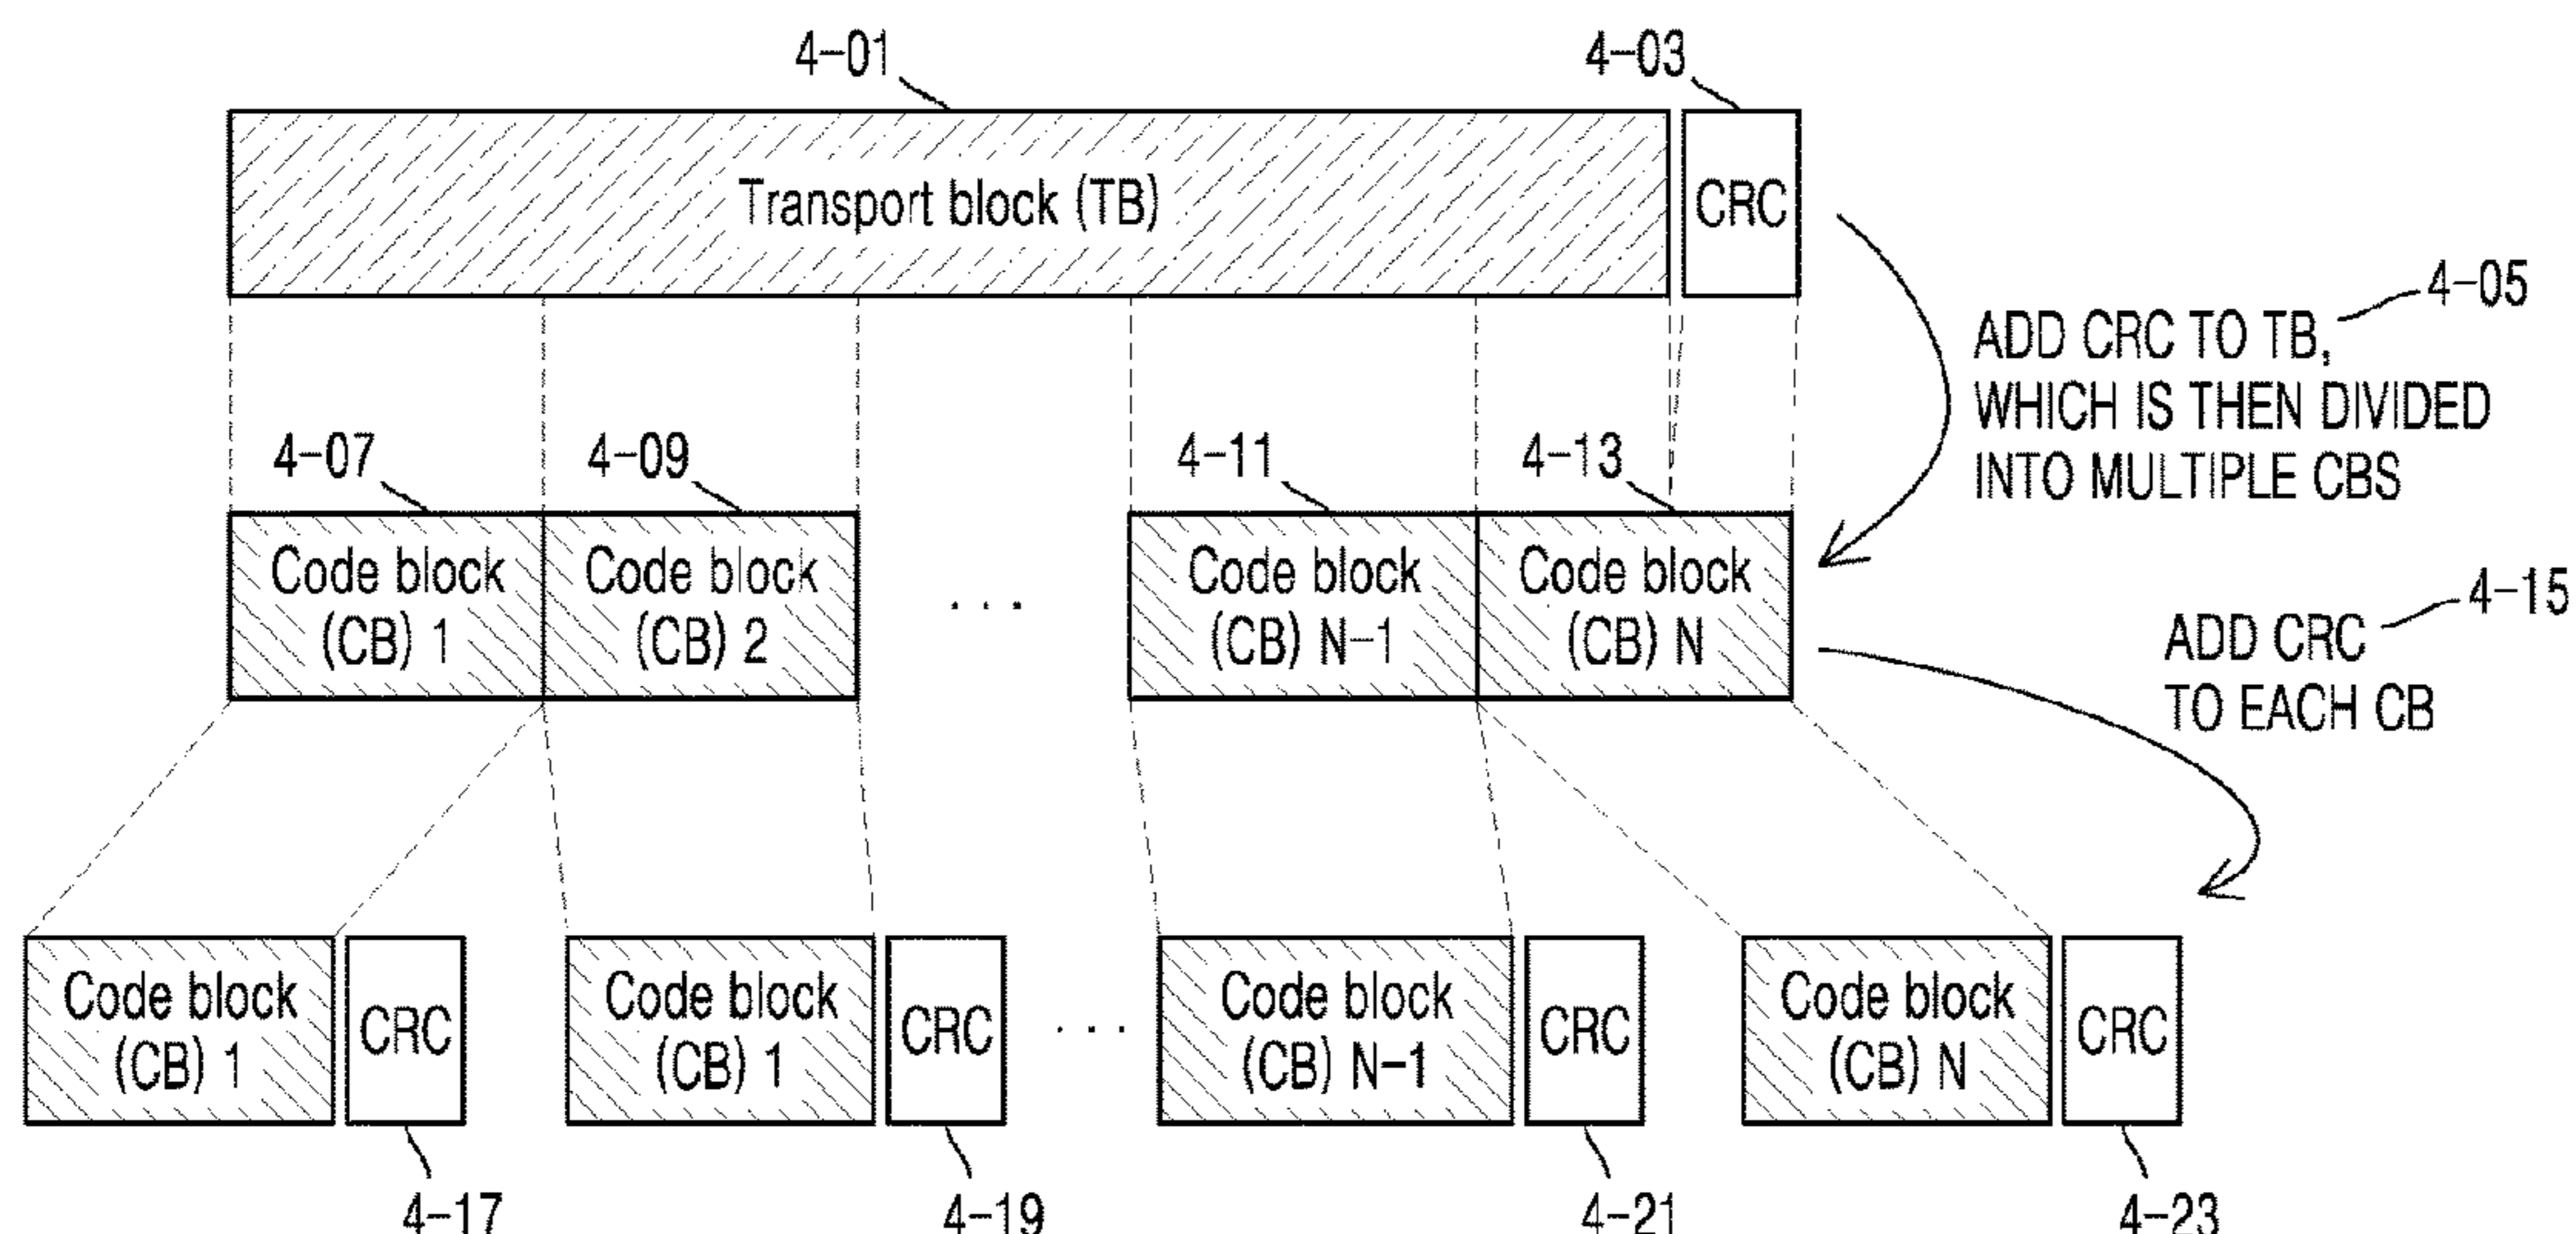 4-01
4-03
Transport block (TB)
CRC
4-05
ADD CRC TO TB,
WHICH IS THEN DIVIDED
INTO MULTIPLE CBS
4-07
4-09
4-11
4-13
Code block
(CB) 1
Code block
(CB) 2
...
Code block
(CB) N-1
Code block
(CB) N
4-15
ADD CRC
TO EACH CB
Code block
(CB) 1
CRC
Code block
(CB) 1
CRC
...
Code block
(CB) N-1
CRC
Code block
(CB) N
CRC
4-17
4-19
4-21
4-23